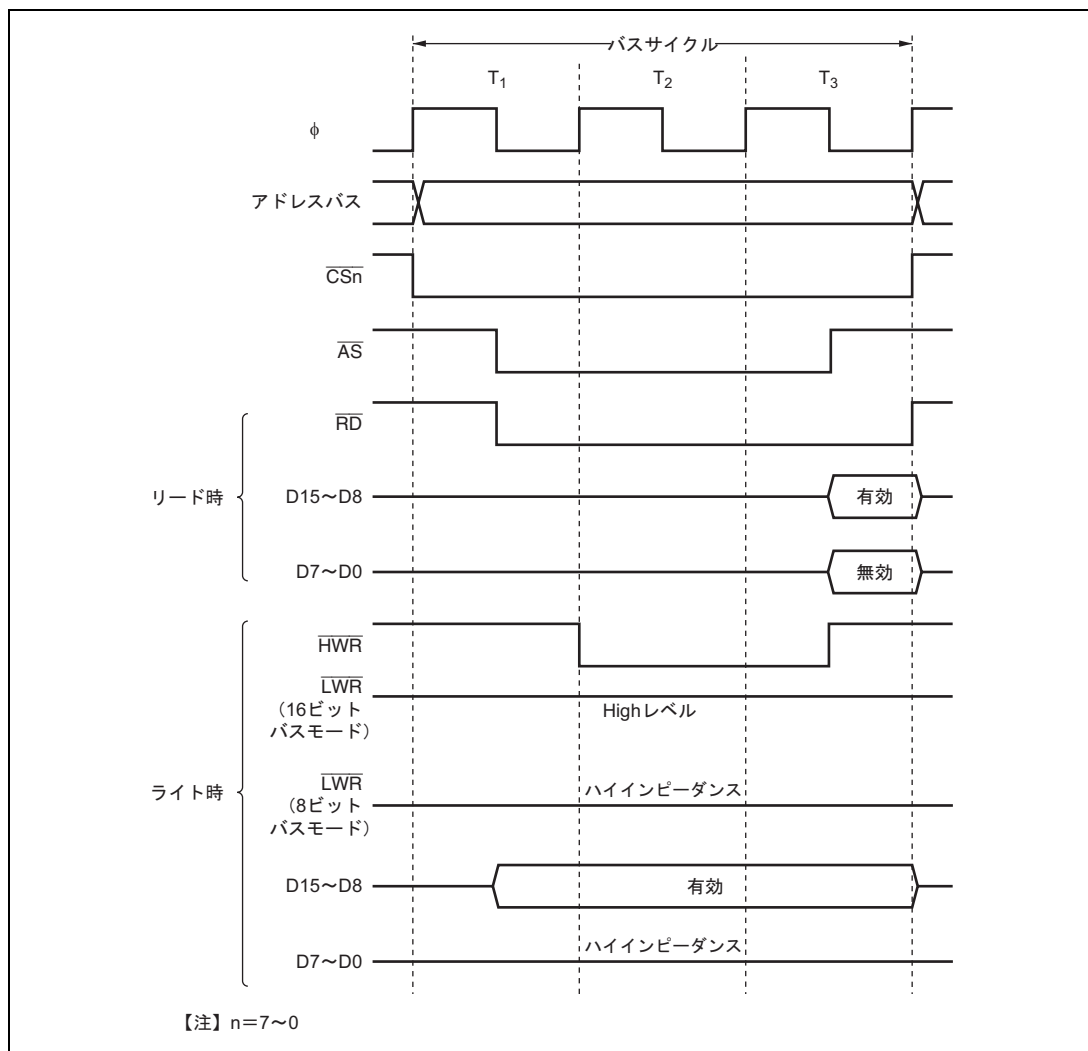 バスサイクル
T1 T2 T3
φ
アドレスバス
CSn
AS
RD
リード時
D15～D8 有効
D7～D0 無効
HWR
LWR
（16ビット
バスモード）
Highレベル
ライト時
LWR
（8ビット
バスモード）
ハイインピーダンス
D15～D8 有効
D7～D0 ハイインピーダンス
【注】n＝7～0